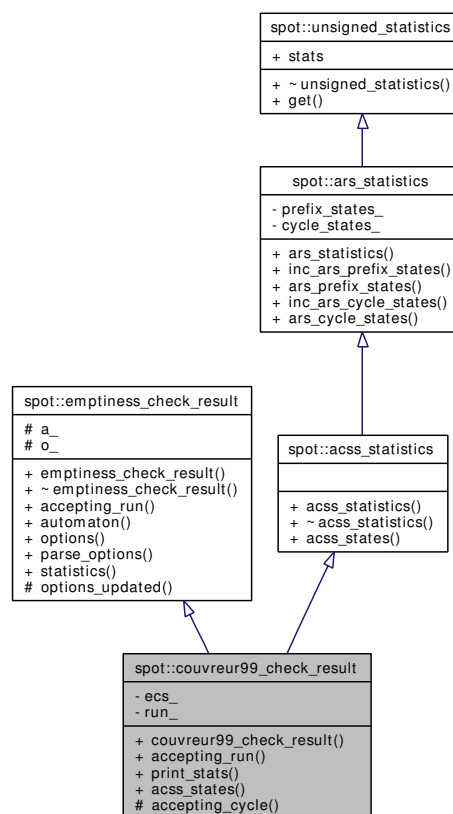 spot::unsigned_statistics
+ stats
+ ~ unsigned_statistics()
+ get()
spot::ars_statistics
- prefix_states_
- cycle_states_
+ ars_statistics()
+ inc_ars_prefix_states()
+ ars_prefix_states()
+ inc_ars_cycle_states()
+ ars_cycle_states()
spot::emptiness_check_result
# a_
# o_
+ emptiness_check_result()
+ ~ emptiness_check_result()
+ accepting_run()
+ automaton()
+ options()
+ parse_options()
+ statistics()
# options_updated()
spot::acss_statistics
+ acss_statistics()
+ ~ acss_statistics()
+ acss_states()
spot::couvreur99_check_result
- ecs_
- run_
+ couvreur99_check_result()
+ accepting_run()
+ print_stats()
+ acss_states()
# accepting_cycle()